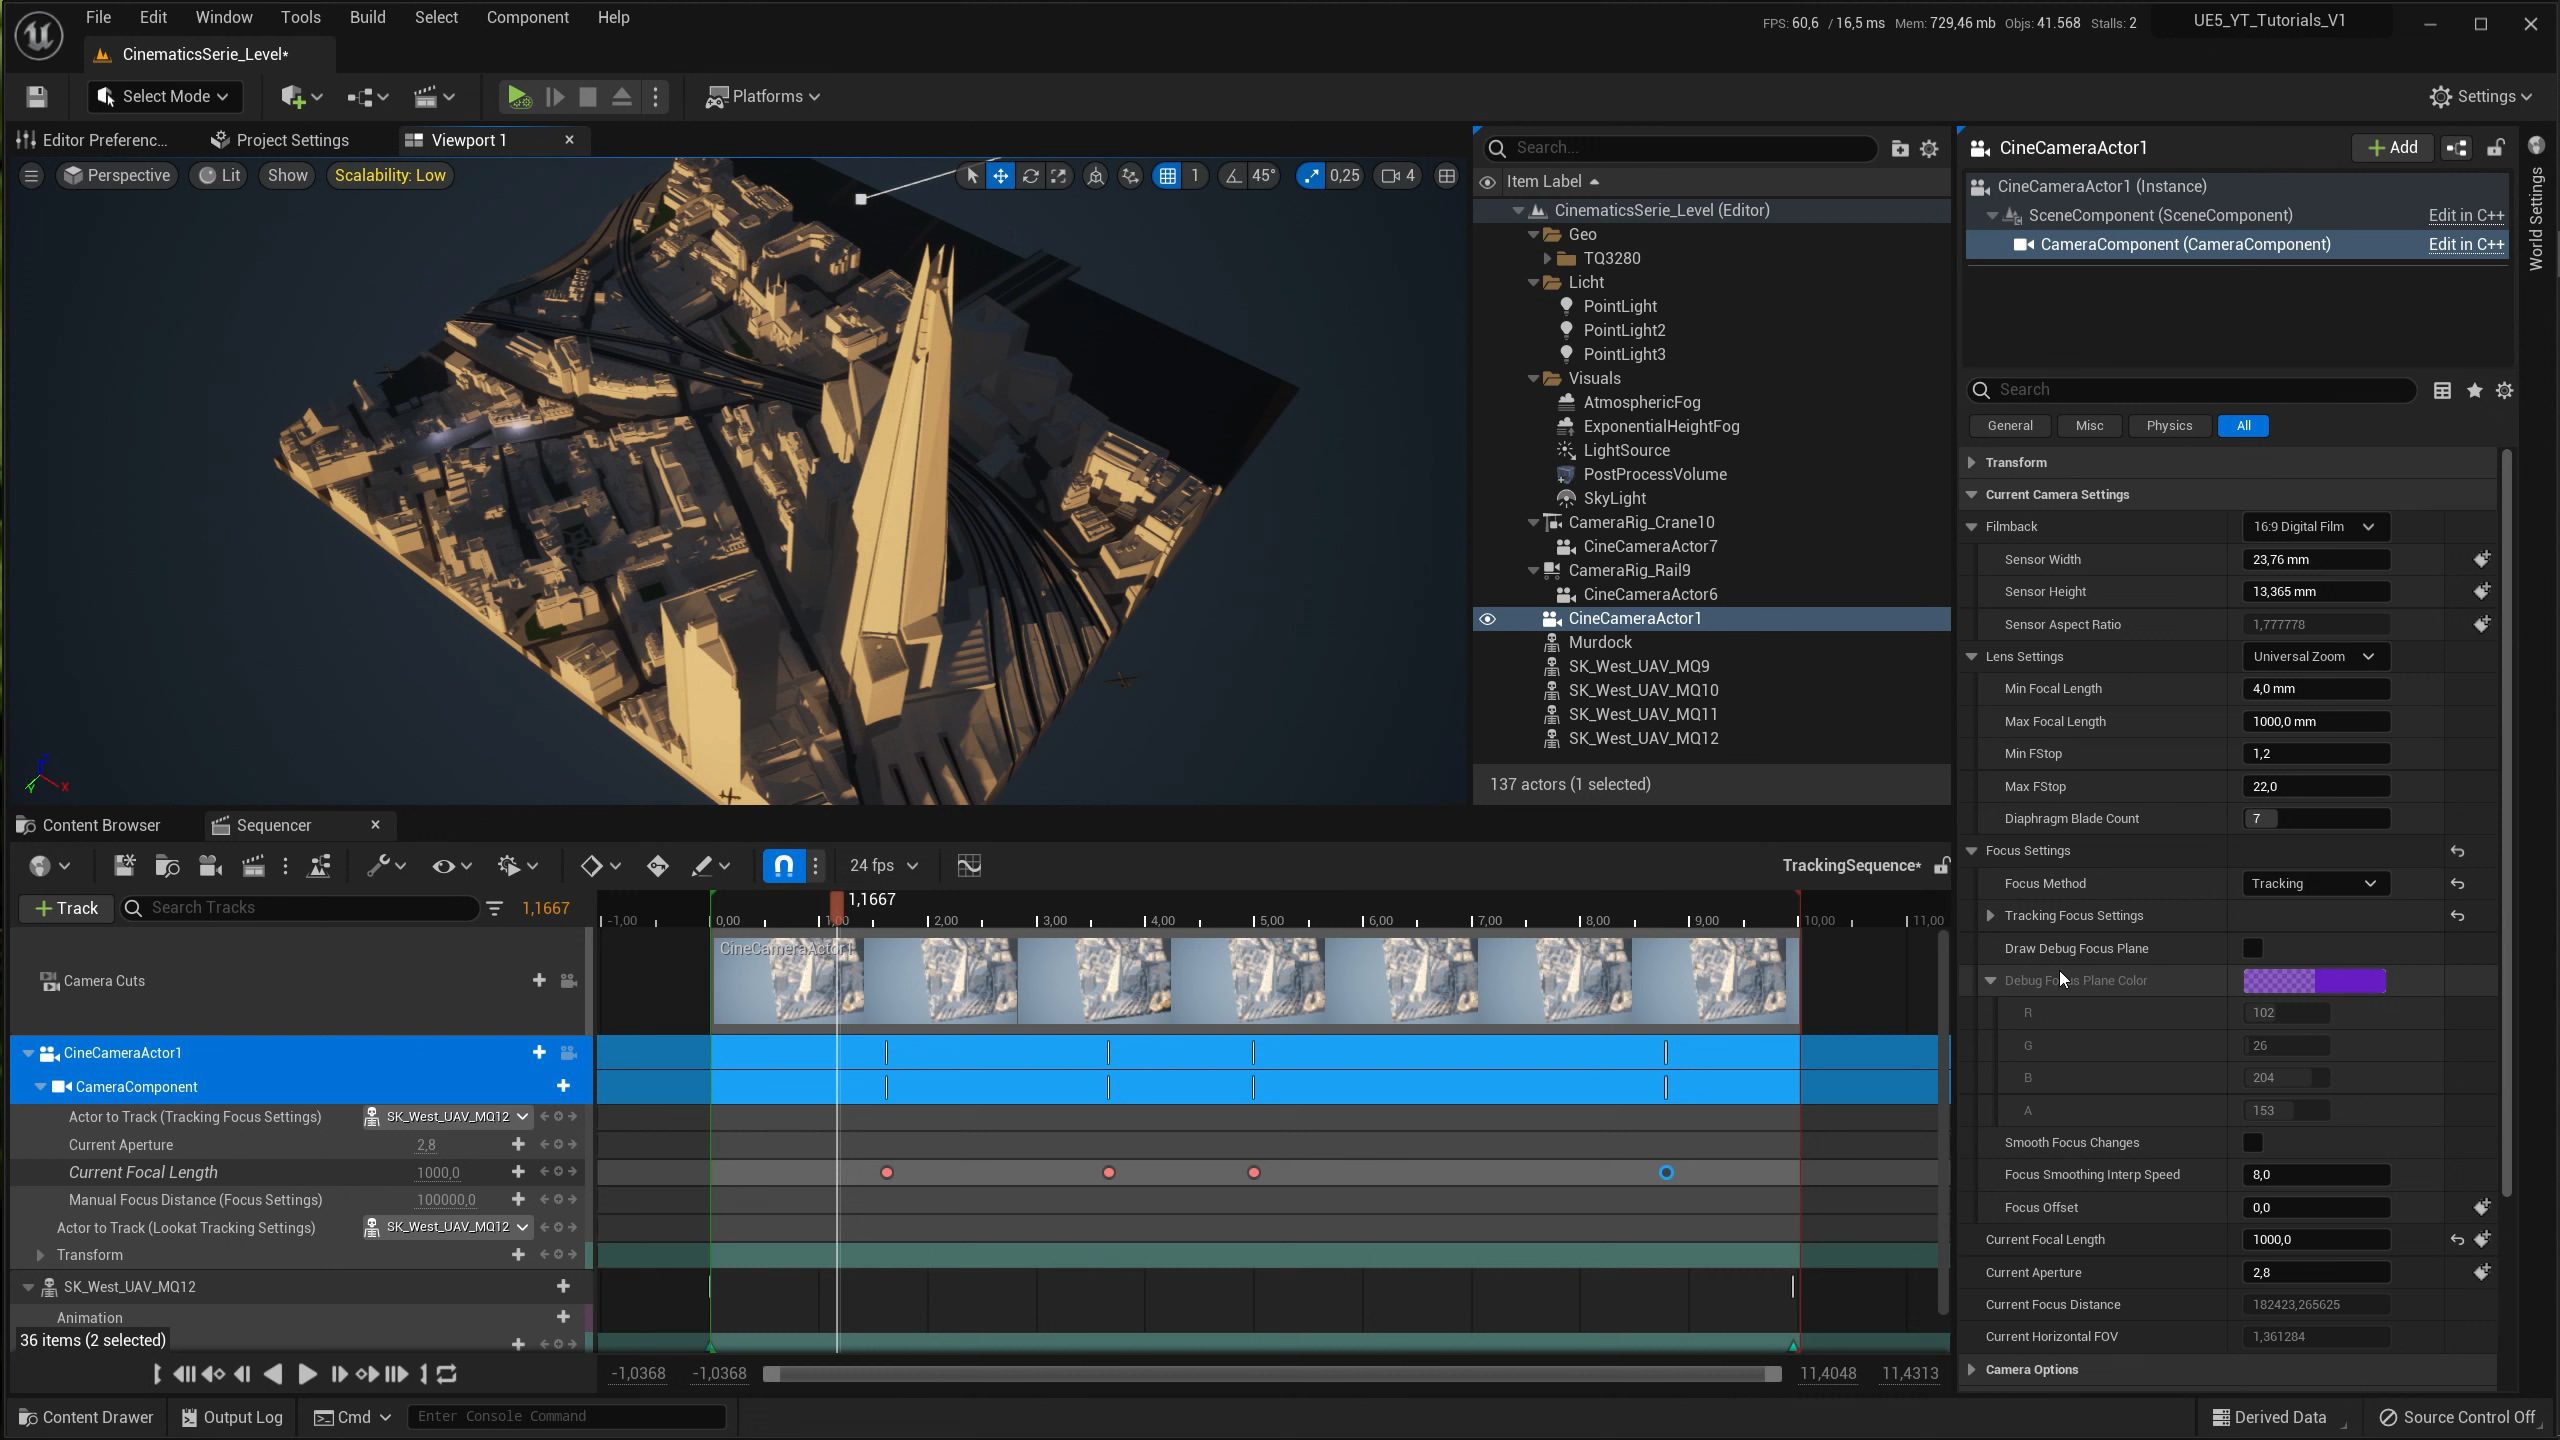 File Edit Window Tools Build Select Component Help
FPS: 60,6 / 16,5 ms Mem: 729,46 mb Objs: 41.568 Stalls: 2
UE5_YT_Tutorials_V1
CinematicsSerie_Level*
Select Mode
Platforms
Settings
Editor Preferenc...
Project Settings
Viewport 1
Perspective
Lit
Show
Scalability: Low
1
45°
0,25
4
Search...
Item Label
CinematicsSerie_Level (Editor)
Geo
TQ3280
Licht
PointLight
PointLight2
PointLight3
Visuals
AtmosphericFog
ExponentialHeightFog
LightSource
PostProcessVolume
SkyLight
CameraRig_Crane10
CineCameraActor7
CameraRig_Rail9
CineCameraActor6
CineCameraActor1
Murdock
SK_West_UAV_MQ9
SK_West_UAV_MQ10
SK_West_UAV_MQ11
SK_West_UAV_MQ12
137 actors (1 selected)
CineCameraActor1
Add
CineCameraActor1 (Instance)
SceneComponent (SceneComponent) Edit in C++
CameraComponent (CameraComponent) Edit in C++
World Settings
Search
General Misc Physics All
Transform
Current Camera Settings
Filmback 16:9 Digital Film
Sensor Width 23,76 mm
Sensor Height 13,365 mm
Sensor Aspect Ratio 1,777778
Lens Settings Universal Zoom
Min Focal Length 4,0 mm
Max Focal Length 1000,0 mm
Min FStop 1,2
Max FStop 22,0
Diaphragm Blade Count 7
Focus Settings
Focus Method Tracking
Tracking Focus Settings
Draw Debug Focus Plane
Debug Focus Plane Color
R 102
G 26
B 204
A 153
Smooth Focus Changes
Focus Smoothing Interp Speed 8,0
Focus Offset 0,0
Current Focal Length 1000,0
Current Aperture 2,8
Current Focus Distance 182423,265625
Current Horizontal FOV 1,361284
Camera Options
Content Browser
Sequencer
24 fps
TrackingSequence*
Track
Search Tracks
1,1667
1,1667
-1,00 0,00 1,00 2,00 3,00 4,00 5,00 6,00 7,00 8,00 9,00 10,00 11,00
CineCameraActor1
Camera Cuts
CineCameraActor1
CameraComponent
Actor to Track (Tracking Focus Settings) SK_West_UAV_MQ12
Current Aperture 2,8
Current Focal Length 1000,0
Manual Focus Distance (Focus Settings) 100000,0
Actor to Track (Lookat Tracking Settings) SK_West_UAV_MQ12
Transform
SK_West_UAV_MQ12
Animation
36 items (2 selected)
-1,0368 -1,0368 11,4048 11,4313
Content Drawer
Output Log
Cmd
Enter Console Command
Derived Data
Source Control Off